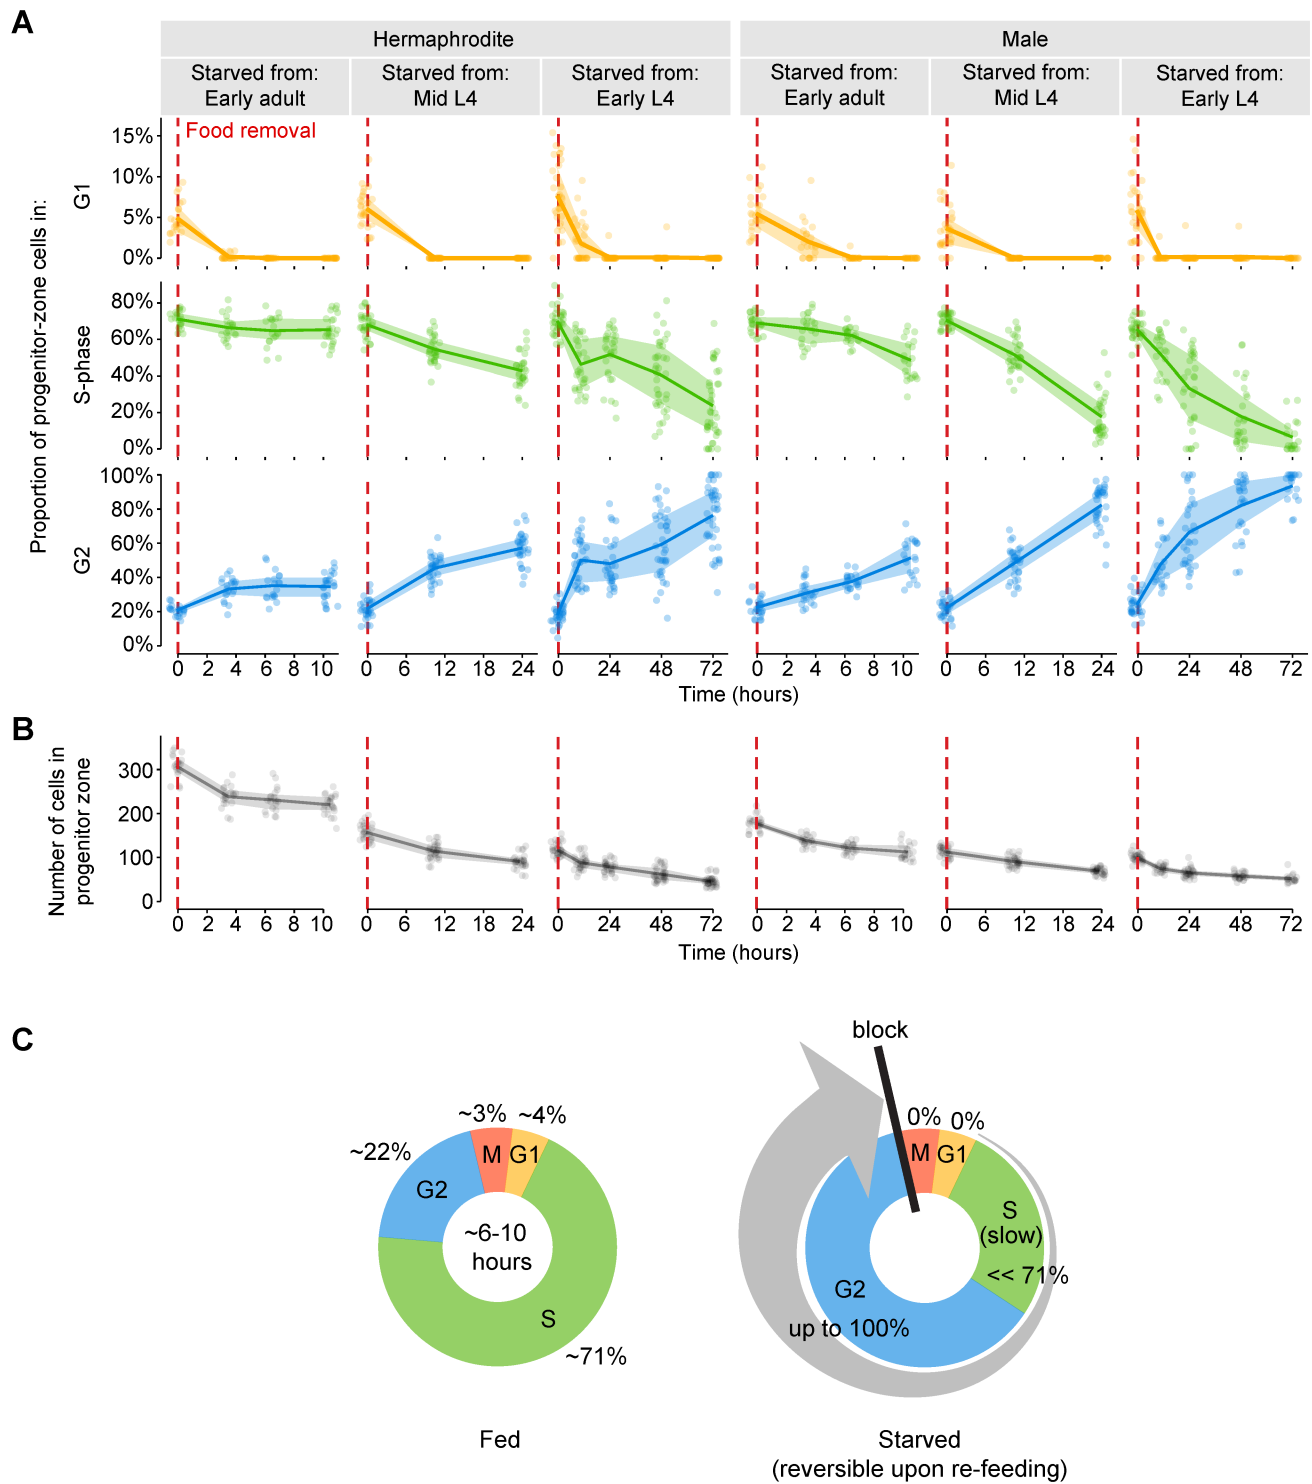 A
Hermaphrodite
Male
Starved from:
Early adult
Starved from:
Mid L4
Starved from:
Early L4
Starved from:
Early adult
Starved from:
Mid L4
Starved from:
Early L4
Food removal
Proportion of progenitor-zone cells in:
G1
15%
10%
5%
0%
S-phase
80%
60%
40%
20%
0%
G2
100%
80%
60%
40%
20%
0%
0 2 4 6 8 10
0 6 12 18 24
0 24 48 72
0 2 4 6 8 10
0 6 12 18 24
0 24 48 72
Time (hours)
B
Number of cells in
progenitor zone
300
200
100
0
0 2 4 6 8 10
0 6 12 18 24
0 24 48 72
0 2 4 6 8 10
0 6 12 18 24
0 24 48 72
Time (hours)
C
~3% ~4%
~22%
M G1
G2
~6-10
hours
S
~71%
Fed
block
0% 0%
M G1
S
(slow)
<< 71%
G2
up to 100%
Starved
(reversible upon re-feeding)